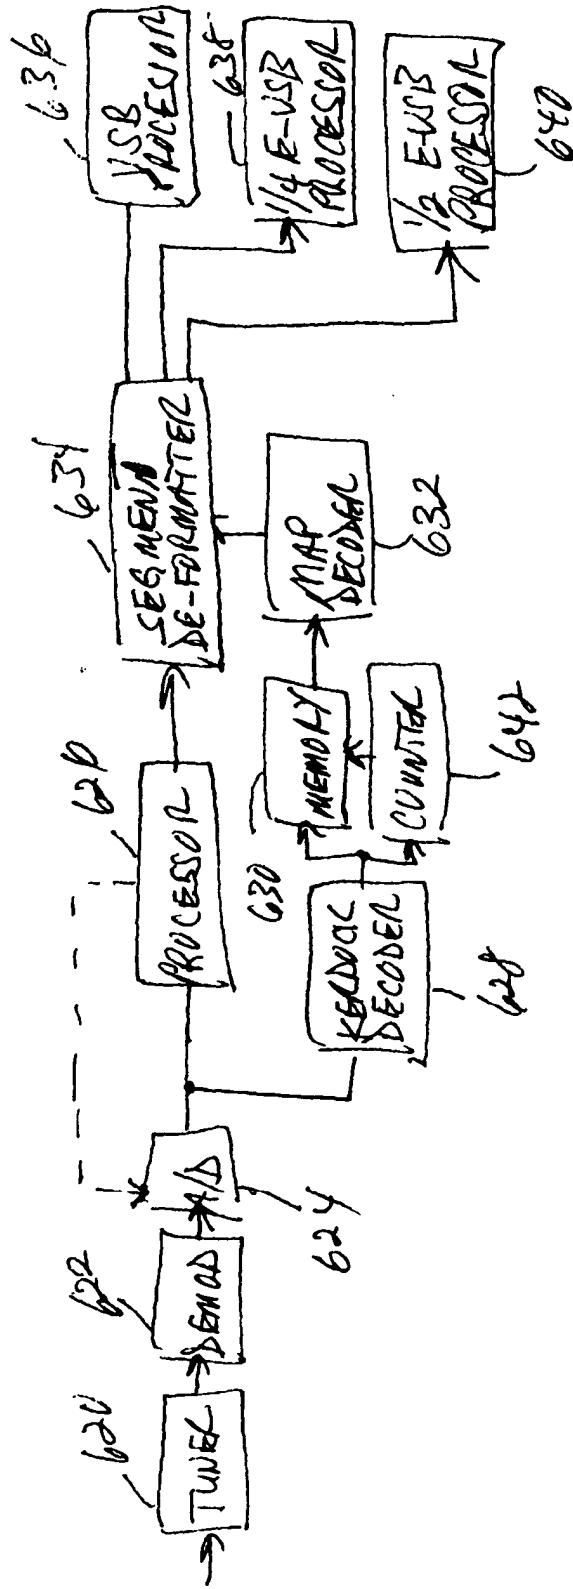 620
TUNER
622
DEMOD
A/D
624
PROCESSOR
634
SEGMENT
DE-FORMATTER
636
VSB
PROCESSOR
638
1/4 E-VSB
PROCESSOR
1/2 E-VSB
PROCESSOR
640
KERDOCK
DECODER
628
630
MEMORY
COUNTER
642
MAP
DECODER
632